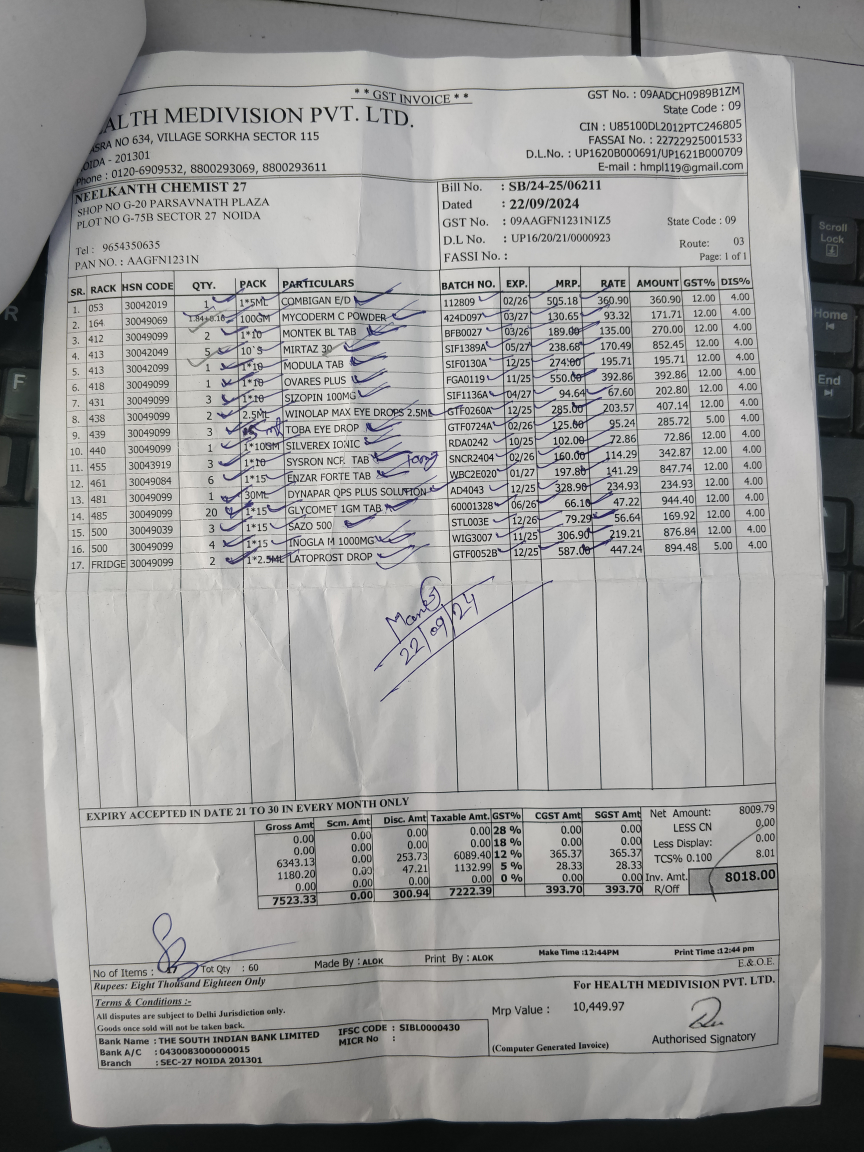 * * GST INVOICE * *
GST No. : 09AADCH0989B1ZM
State Code : 09
ALTH MEDIVISION PVT. LTD.
CIN : U85100DL2012PTC246805
ASRA NO 634, VILLAGE SORKHA SECTOR 115
FASSAI No. : 22722925001533
OIDA - 201301
D.L.No. : UP1620B000691/UP1621B000709
Phone : 0120-6909532, 8800293069, 8800293611
E-mail : hmpl119@gmail.com
NEELKANTH CHEMIST 27
SHOP NO G-20 PARSAVNATH PLAZA
PLOT NO G-75B SECTOR 27 NOIDA
Tel : 9654350635
PAN NO. : AAGFN1231N
Bill No. : SB/24-25/06211
Dated : 22/09/2024
GST No. : 09AAGFN1231N1Z5 State Code : 09
D.L No. : UP16/20/21/0000923 Route: 03
FASSI No. : Page: 1 of 1
SR. RACK HSN CODE QTY. PACK PARTICULARS BATCH NO. EXP. MRP. RATE AMOUNT GST% DIS%
1. 053 30042019 1 1*5ML COMBIGAN E/D 112809 02/26 505.18 360.90 360.90 12.00 4.00
2. 164 30049069 1.84+0.16 100GM MYCODERM C POWDER 424D097 03/27 130.65 93.32 171.71 12.00 4.00
3. 412 30049099 2 1*10 MONTEK BL TAB BFB0027 03/26 189.00 135.00 270.00 12.00 4.00
4. 413 30042049 5 10`S MIRTAZ 30 SIF1389A 05/27 238.68 170.49 852.45 12.00 4.00
5. 413 30042099 1 1*10 MODULA TAB SIF0130A 12/25 274.00 195.71 195.71 12.00 4.00
6. 418 30049099 1 1*10 OVARES PLUS FGA0119 11/25 550.00 392.86 392.86 12.00 4.00
7. 431 30049099 3 1*10 SIZOPIN 100MG SIF1136A 04/27 94.64 67.60 202.80 12.00 4.00
8. 438 30049099 2 2.5ML WINOLAP MAX EYE DROPS 2.5ML GTF0260A 12/25 285.00 203.57 407.14 12.00 4.00
9. 439 30049099 3 5 ml TOBA EYE DROP GTF0724A 02/26 125.00 95.24 285.72 5.00 4.00
10. 440 30049099 1 1*10GM SILVEREX IONIC RDA0242 10/25 102.00 72.86 72.86 12.00 4.00
11. 455 30043919 3 1*10 SYSRON NCR TAB SNCR2404 02/26 160.00 114.29 342.87 12.00 4.00
12. 461 30049084 6 1*15 ENZAR FORTE TAB WBC2E020 01/27 197.80 141.29 847.74 12.00 4.00
13. 481 30049099 1 30ML DYNAPAR QPS PLUS SOLUTION AD4043 12/25 328.90 234.93 234.93 12.00 4.00
14. 485 30049099 20 1*15 GLYCOMET 1GM TAB 60001328 06/26 66.10 47.22 944.40 12.00 4.00
15. 500 30049039 3 1*15 SAZO 500 STL003E 12/26 79.29 56.64 169.92 12.00 4.00
16. 500 30049099 4 1*15 INOGLA M 1000MG WIG3007 11/25 306.90 219.21 876.84 12.00 4.00
17. FRIDGE 30049099 2 1*2.5ML LATOPROST DROP GTF0052B 12/25 587.00 447.24 894.48 5.00 4.00
22/09/24
EXPIRY ACCEPTED IN DATE 21 TO 30 IN EVERY MONTH ONLY
Gross Amt Scm. Amt Disc. Amt Taxable Amt. GST% CGST Amt SGST Amt
0.00 0.00 0.00 0.00 28 % 0.00 0.00
0.00 0.00 0.00 0.00 18 % 0.00 0.00
6343.13 0.00 253.73 6089.40 12 % 365.37 365.37
1180.20 0.00 47.21 1132.99 5 % 28.33 28.33
0.00 0.00 0.00 0.00 0 % 0.00 0.00
7523.33 0.00 300.94 7222.39 393.70 393.70
Net Amount: 8009.79
LESS CN 0.00
Less Display: 0.00
TCS% 0.100 8.01
Inv. Amt. 8018.00
R/Off
No of Items : 17 Tot Qty : 60 Made By : ALOK Print By : ALOK Make Time :12:44PM Print Time :12:44 pm
E.& O.E.
Rupees: Eight Thousand Eighteen Only
For HEALTH MEDIVISION PVT. LTD.
Terms & Conditions :-
All disputes are subject to Delhi Jurisdiction only.
Goods once sold will not be taken back.
Mrp Value : 10,449.97
Bank Name : THE SOUTH INDIAN BANK LIMITED IFSC CODE : SIBL0000430
Bank A/C : 0430083000000015 MICR No :
Branch : SEC-27 NOIDA 201301
(Computer Generated Invoice)
Authorised Signatory
Scroll
Lock
Home
End
R
F